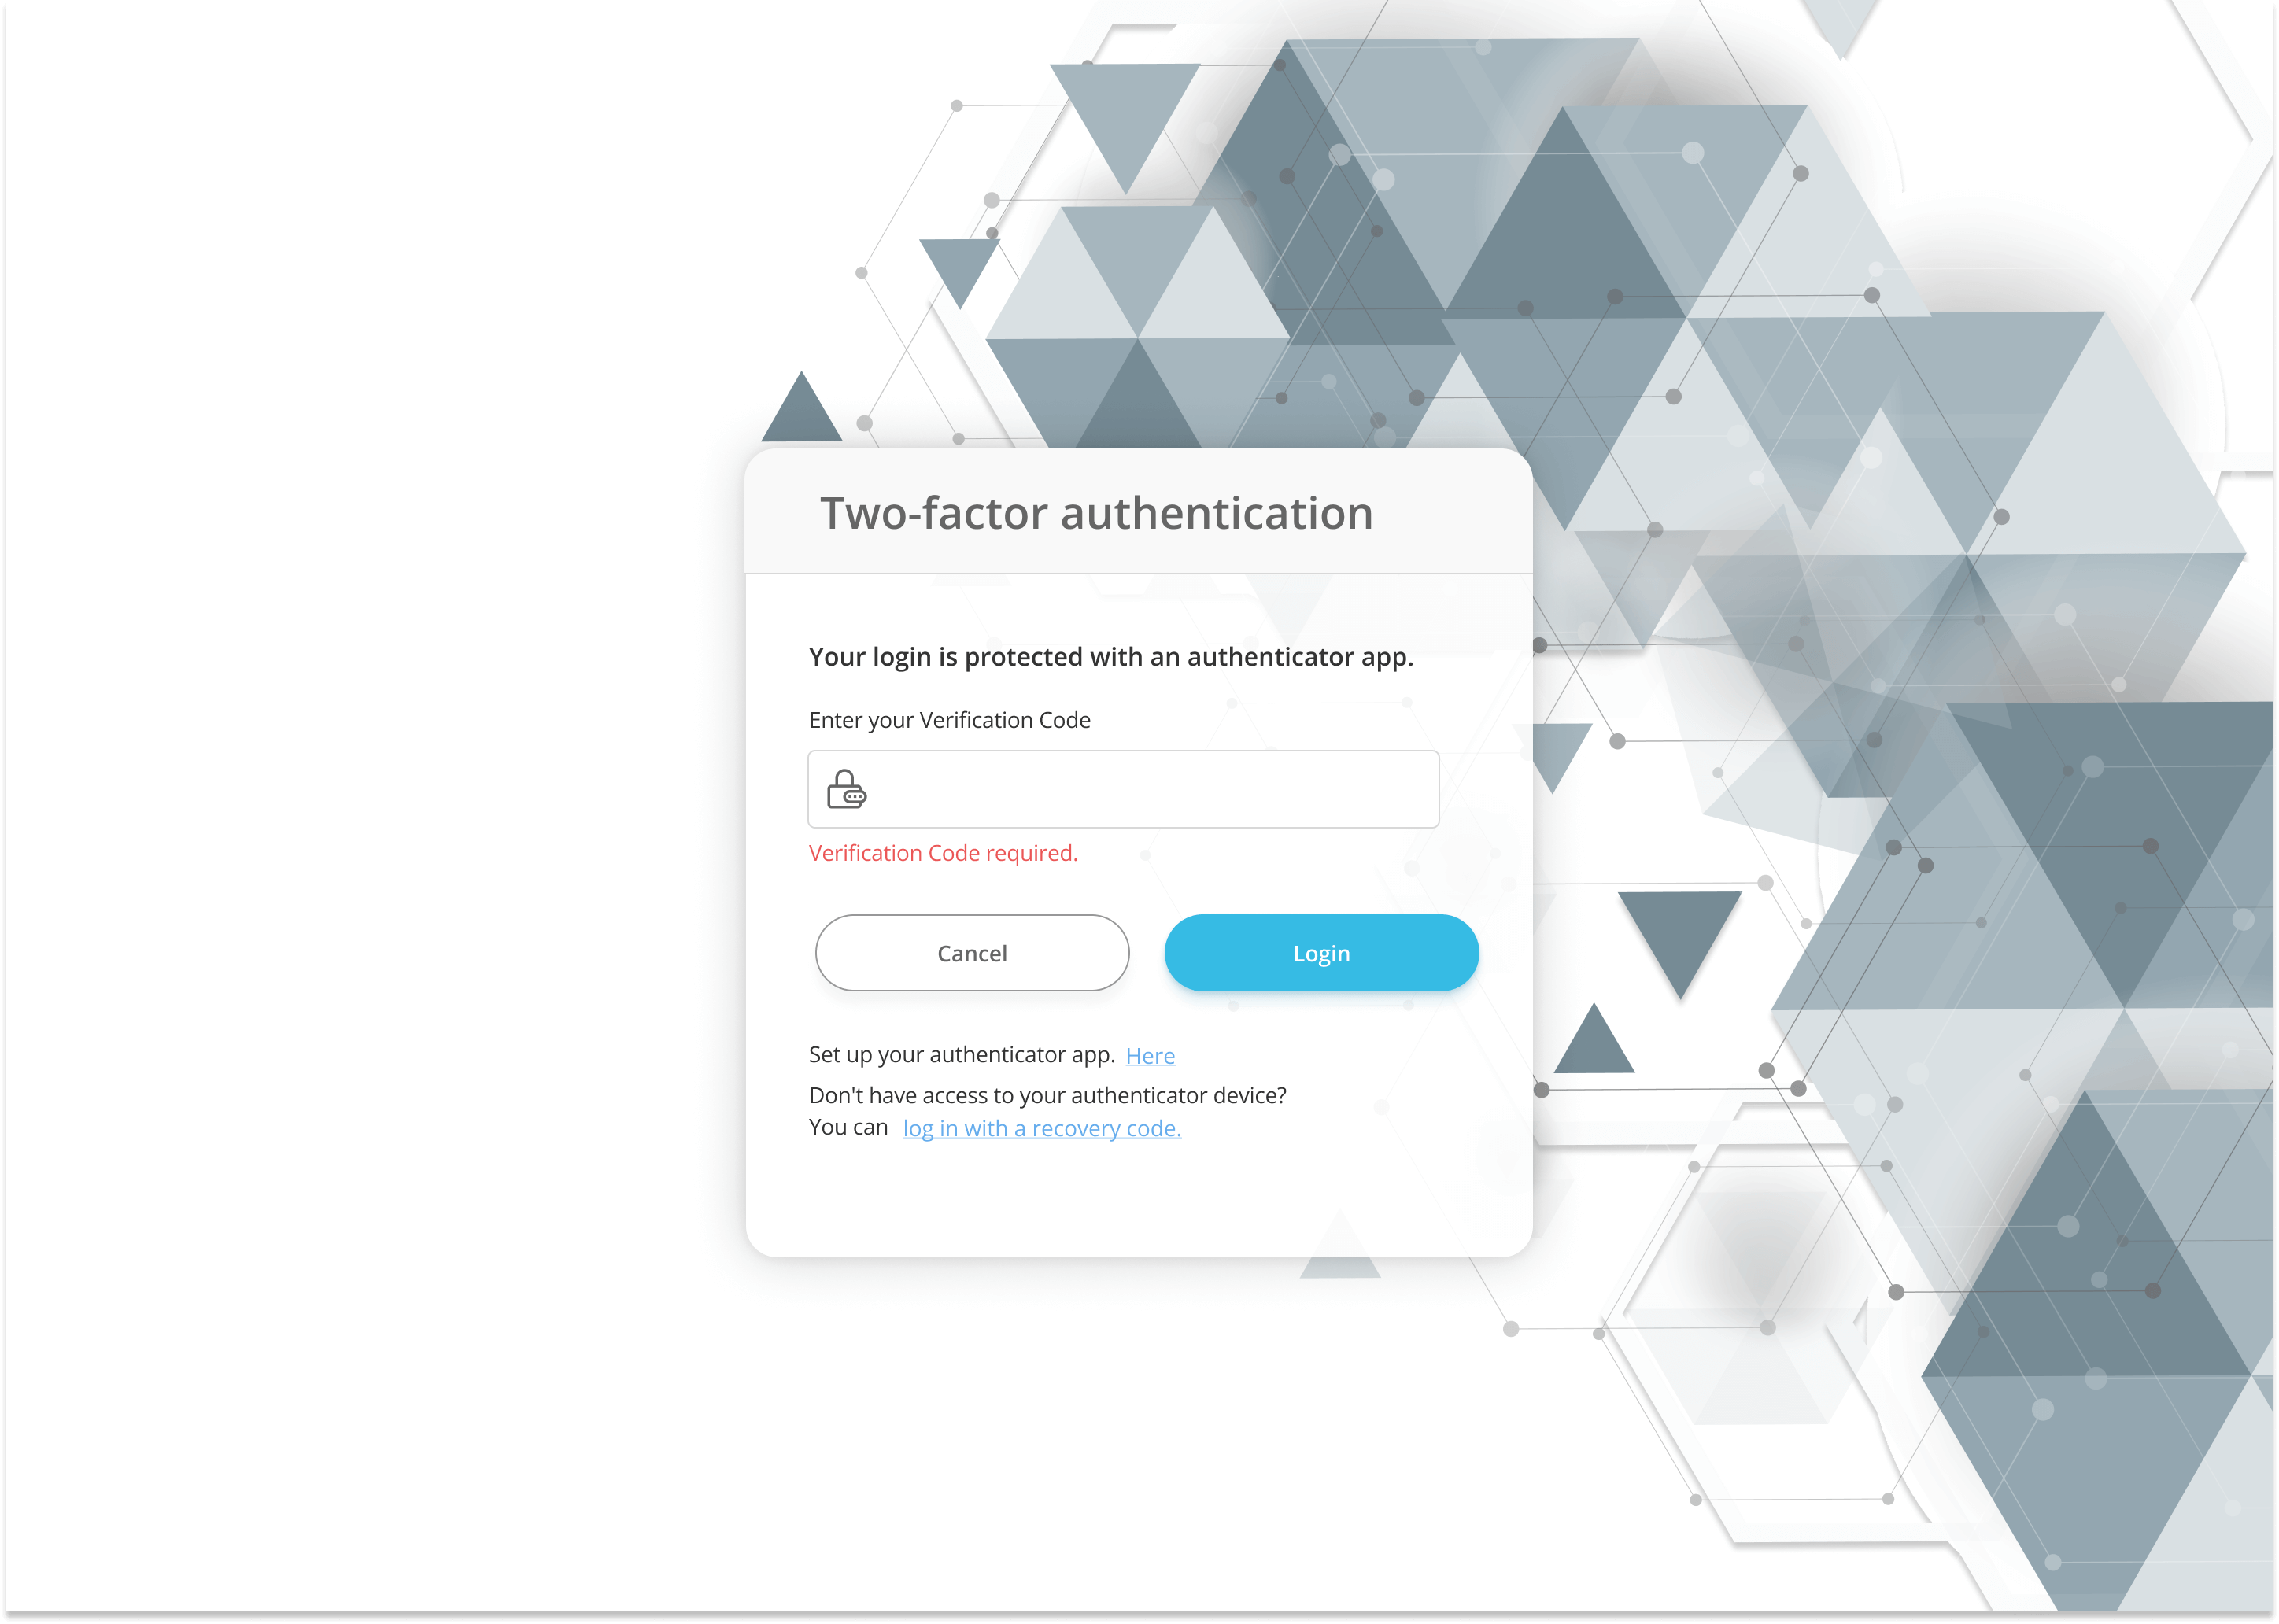 Two-factor authentication
Your login is protected with an authenticator app.
Enter your Verification Code
Verification Code required.
Cancel
Login
Set up your authenticator app. Here
Don't have access to your authenticator device?
You can log in with a recovery code.